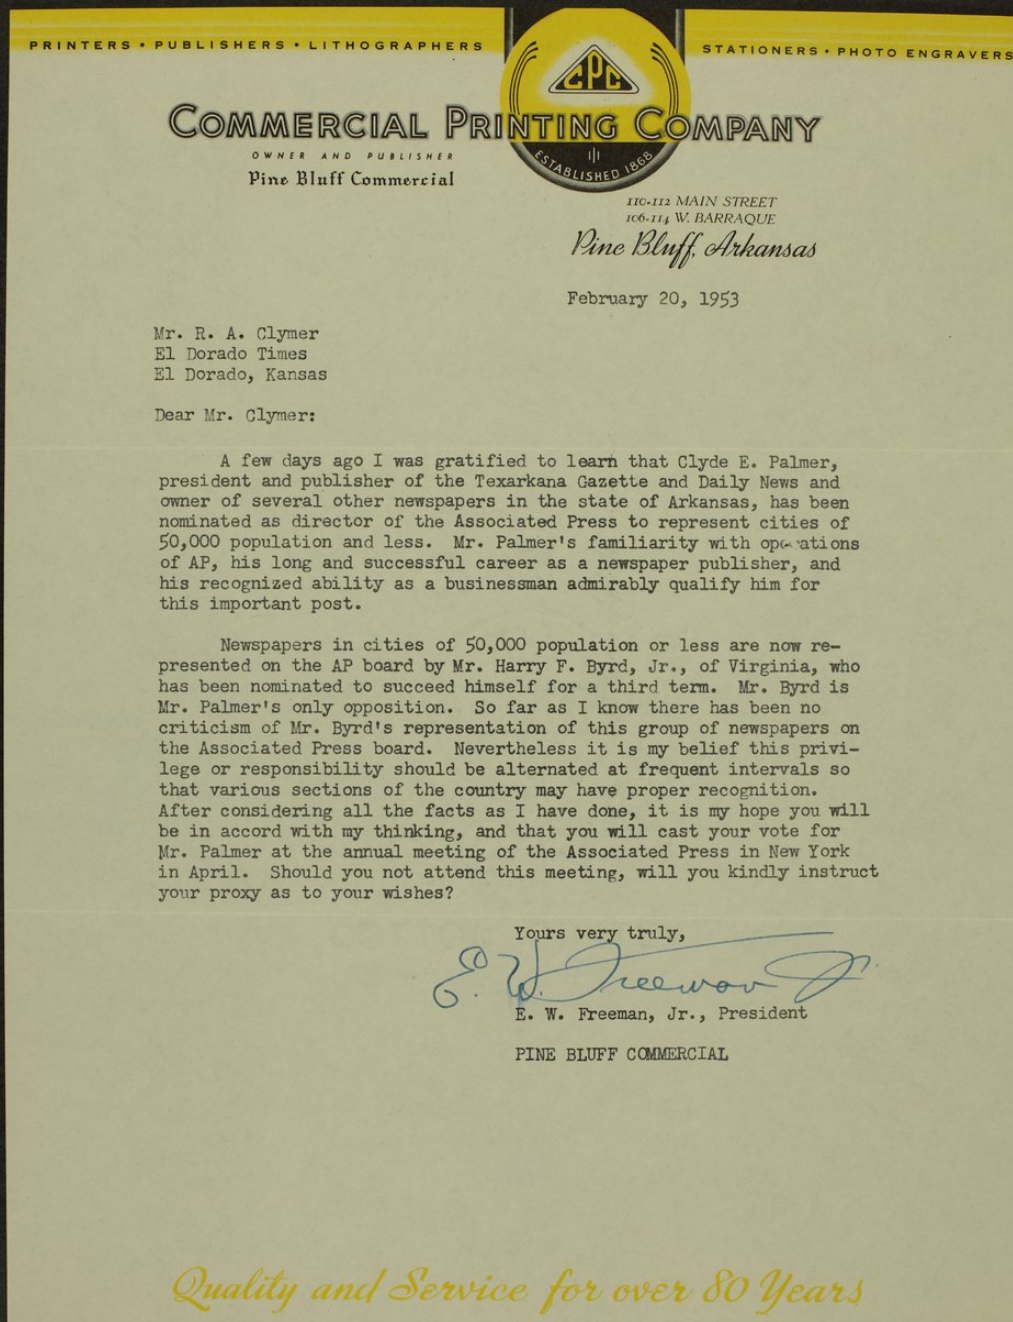 PRINTERS • PUBLISHERS • LITHOGRAPHERS
STATIONERS • PHOTO ENGRAVERS
CPC
COMMERCIAL PRINTING COMPANY
OWNER AND PUBLISHER
Pine Bluff Commercial
ESTABLISHED 1868
110-112 MAIN STREET
106-114 W. BARRAQUE
Pine Bluff, Arkansas
February 20, 1953
Mr. R. A. Clymer
El Dorado Times
El Dorado, Kansas
Dear Mr. Clymer:
A few days ago I was gratified to learn that Clyde E. Palmer,
president and publisher of the Texarkana Gazette and Daily News and
owner of several other newspapers in the state of Arkansas, has been
nominated as director of the Associated Press to represent cities of
50,000 population and less. Mr. Palmer's familiarity with operations
of AP, his long and successful career as a newspaper publisher, and
his recognized ability as a businessman admirably qualify him for
this important post.
Newspapers in cities of 50,000 population or less are now re-
presented on the AP board by Mr. Harry F. Byrd, Jr., of Virginia, who
has been nominated to succeed himself for a third term. Mr. Byrd is
Mr. Palmer's only opposition. So far as I know there has been no
criticism of Mr. Byrd's representation of this group of newspapers on
the Associated Press board. Nevertheless it is my belief this privi-
lege or responsibility should be alternated at frequent intervals so
that various sections of the country may have proper recognition.
After considering all the facts as I have done, it is my hope you will
be in accord with my thinking, and that you will cast your vote for
Mr. Palmer at the annual meeting of the Associated Press in New York
in April. Should you not attend this meeting, will you kindly instruct
your proxy as to your wishes?
Yours very truly,
E. W. Freeman Jr.
E. W. Freeman, Jr., President
PINE BLUFF COMMERCIAL
Quality and Service for over 80 Years